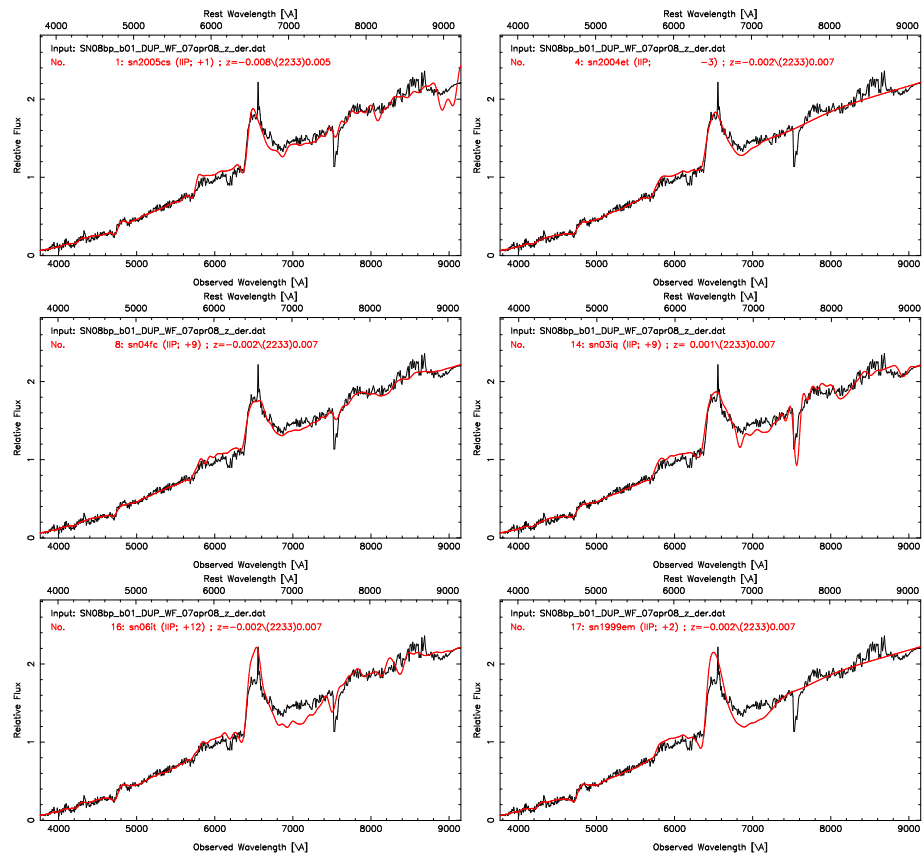 Rest Wavelength [\A]
Rest Wavelength [\A]
4000 5000 6000 7000 8000 9000
4000 5000 6000 7000 8000 9000
Input: SN08bp_b01_DUP_WF_07apr08_z_der.dat
No. 1: sn2005cs (IIP; +1) ; z=-0.008\(2233)0.005
Input: SN08bp_b01_DUP_WF_07apr08_z_der.dat
No. 4: sn2004et (IIP; -3) ; z=-0.002\(2233)0.007
Relative Flux
0 1 2
Relative Flux
0 1 2
4000 5000 6000 7000 8000 9000
4000 5000 6000 7000 8000 9000
Observed Wavelength [\A]
Observed Wavelength [\A]
Rest Wavelength [\A]
Rest Wavelength [\A]
4000 5000 6000 7000 8000 9000
4000 5000 6000 7000 8000 9000
Input: SN08bp_b01_DUP_WF_07apr08_z_der.dat
No. 8: sn04fc (IIP; +9) ; z=-0.002\(2233)0.007
Input: SN08bp_b01_DUP_WF_07apr08_z_der.dat
No. 14: sn03iq (IIP; +9) ; z= 0.001\(2233)0.007
Relative Flux
0 1 2
Relative Flux
0 1 2
4000 5000 6000 7000 8000 9000
4000 5000 6000 7000 8000 9000
Observed Wavelength [\A]
Observed Wavelength [\A]
Rest Wavelength [\A]
Rest Wavelength [\A]
4000 5000 6000 7000 8000 9000
4000 5000 6000 7000 8000 9000
Input: SN08bp_b01_DUP_WF_07apr08_z_der.dat
No. 16: sn06it (IIP; +12) ; z=-0.002\(2233)0.007
Input: SN08bp_b01_DUP_WF_07apr08_z_der.dat
No. 17: sn1999em (IIP; +2) ; z=-0.002\(2233)0.007
Relative Flux
0 1 2
Relative Flux
0 1 2
4000 5000 6000 7000 8000 9000
4000 5000 6000 7000 8000 9000
Observed Wavelength [\A]
Observed Wavelength [\A]